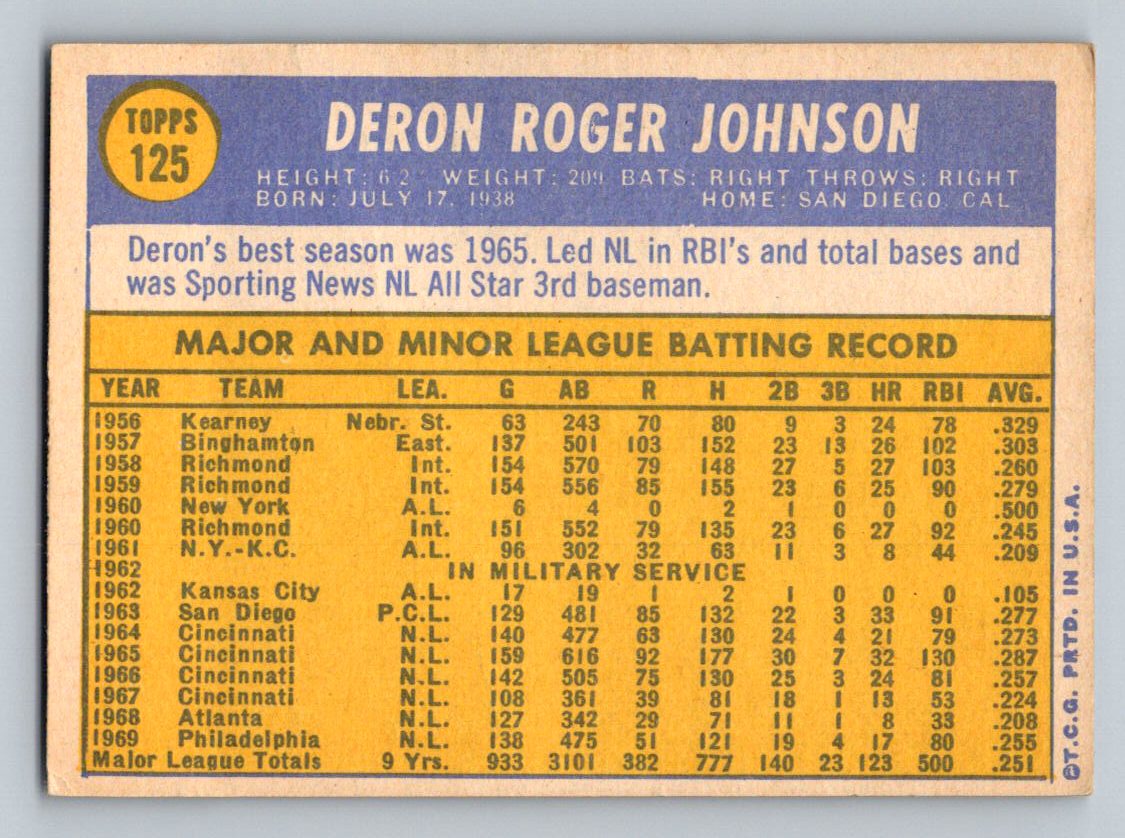 TOPPS
125
DERON ROGER JOHNSON
HEIGHT: 6 2 WEIGHT: 209 BATS: RIGHT THROWS: RIGHT
BORN: JULY 17, 1938 HOME: SAN DIEGO CAL
Deron's best season was 1965. Led NL in RBI's and total bases and
was Sporting News NL All Star 3rd baseman.
MAJOR AND MINOR LEAGUE BATTING RECORD
YEAR TEAM LEA. G AB R H 2B 3B HR RBI AVG.
1956 Kearney Nebr. St. 63 243 70 80 9 3 24 78 .329
1957 Binghamton East. 137 501 103 152 23 13 26 102 .303
1958 Richmond Int. 154 570 79 148 27 5 27 103 .260
1959 Richmond Int. 154 556 85 155 23 6 25 90 .279
1960 New York A.L. 6 4 0 2 1 0 0 0 .500
1960 Richmond Int. 151 552 79 135 23 6 27 92 .245
1961 N.Y.-K.C. A.L. 96 302 32 63 11 3 8 44 .209
1962 IN MILITARY SERVICE
1962 Kansas City A.L. 17 19 1 2 1 0 0 0 .105
1963 San Diego P.C.L. 129 481 85 132 22 3 33 91 .277
1964 Cincinnati N.L. 140 477 63 130 24 4 21 79 .273
1965 Cincinnati N.L. 159 616 92 177 30 7 32 130 .287
1966 Cincinnati N.L. 142 505 75 130 25 3 24 81 .257
1967 Cincinnati N.L. 108 361 39 81 18 1 13 53 .224
1968 Atlanta N.L. 127 342 29 71 11 1 8 33 .208
1969 Philadelphia N.L. 138 475 51 121 19 4 17 80 .255
Major League Totals 9 Yrs. 933 3101 382 777 140 23 123 500 .251
©T.C.G. PRTD. IN U.S.A.